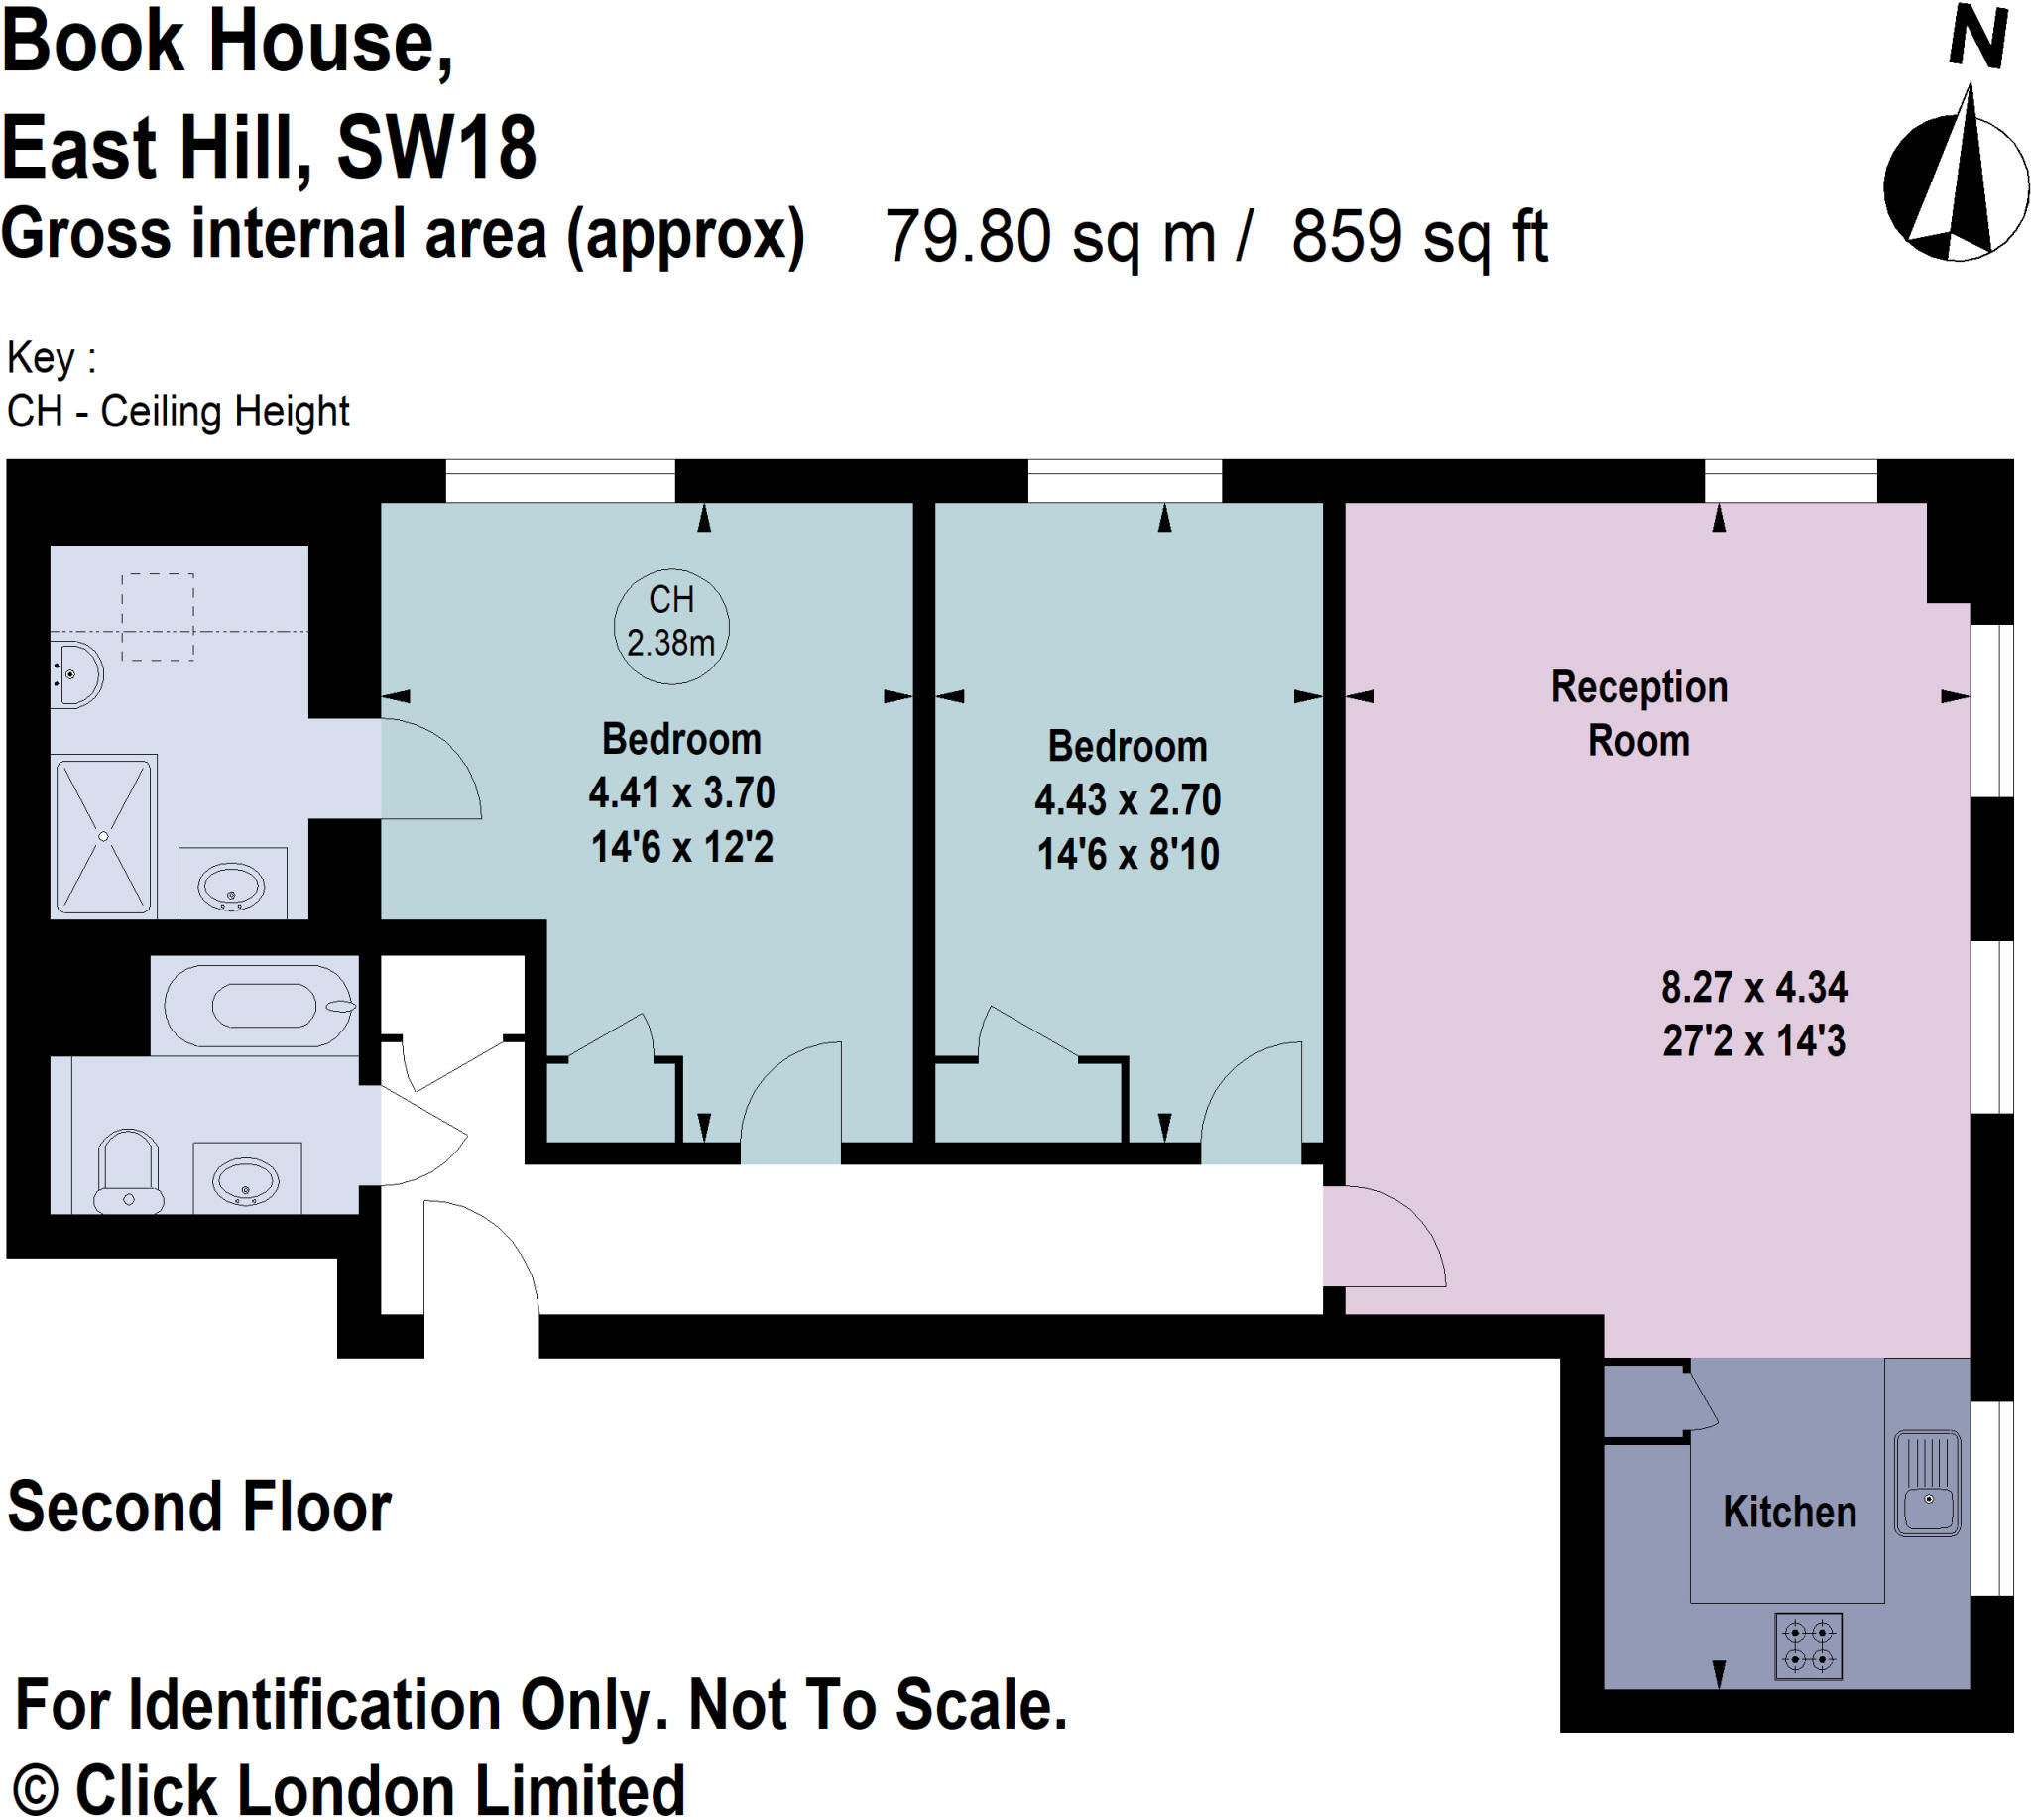 Book House,
East Hill, SW18
Gross internal area (approx) 79.80 sq m / 859 sq ft
N
Key :
CH - Ceiling Height
CH
2.38m
Bedroom
4.41 x 3.70
14'6 x 12'2
Bedroom
4.43 x 2.70
14'6 x 8'10
Reception
Room
8.27 x 4.34
27'2 x 14'3
Kitchen
Second Floor
For Identification Only. Not To Scale.
© Click London Limited